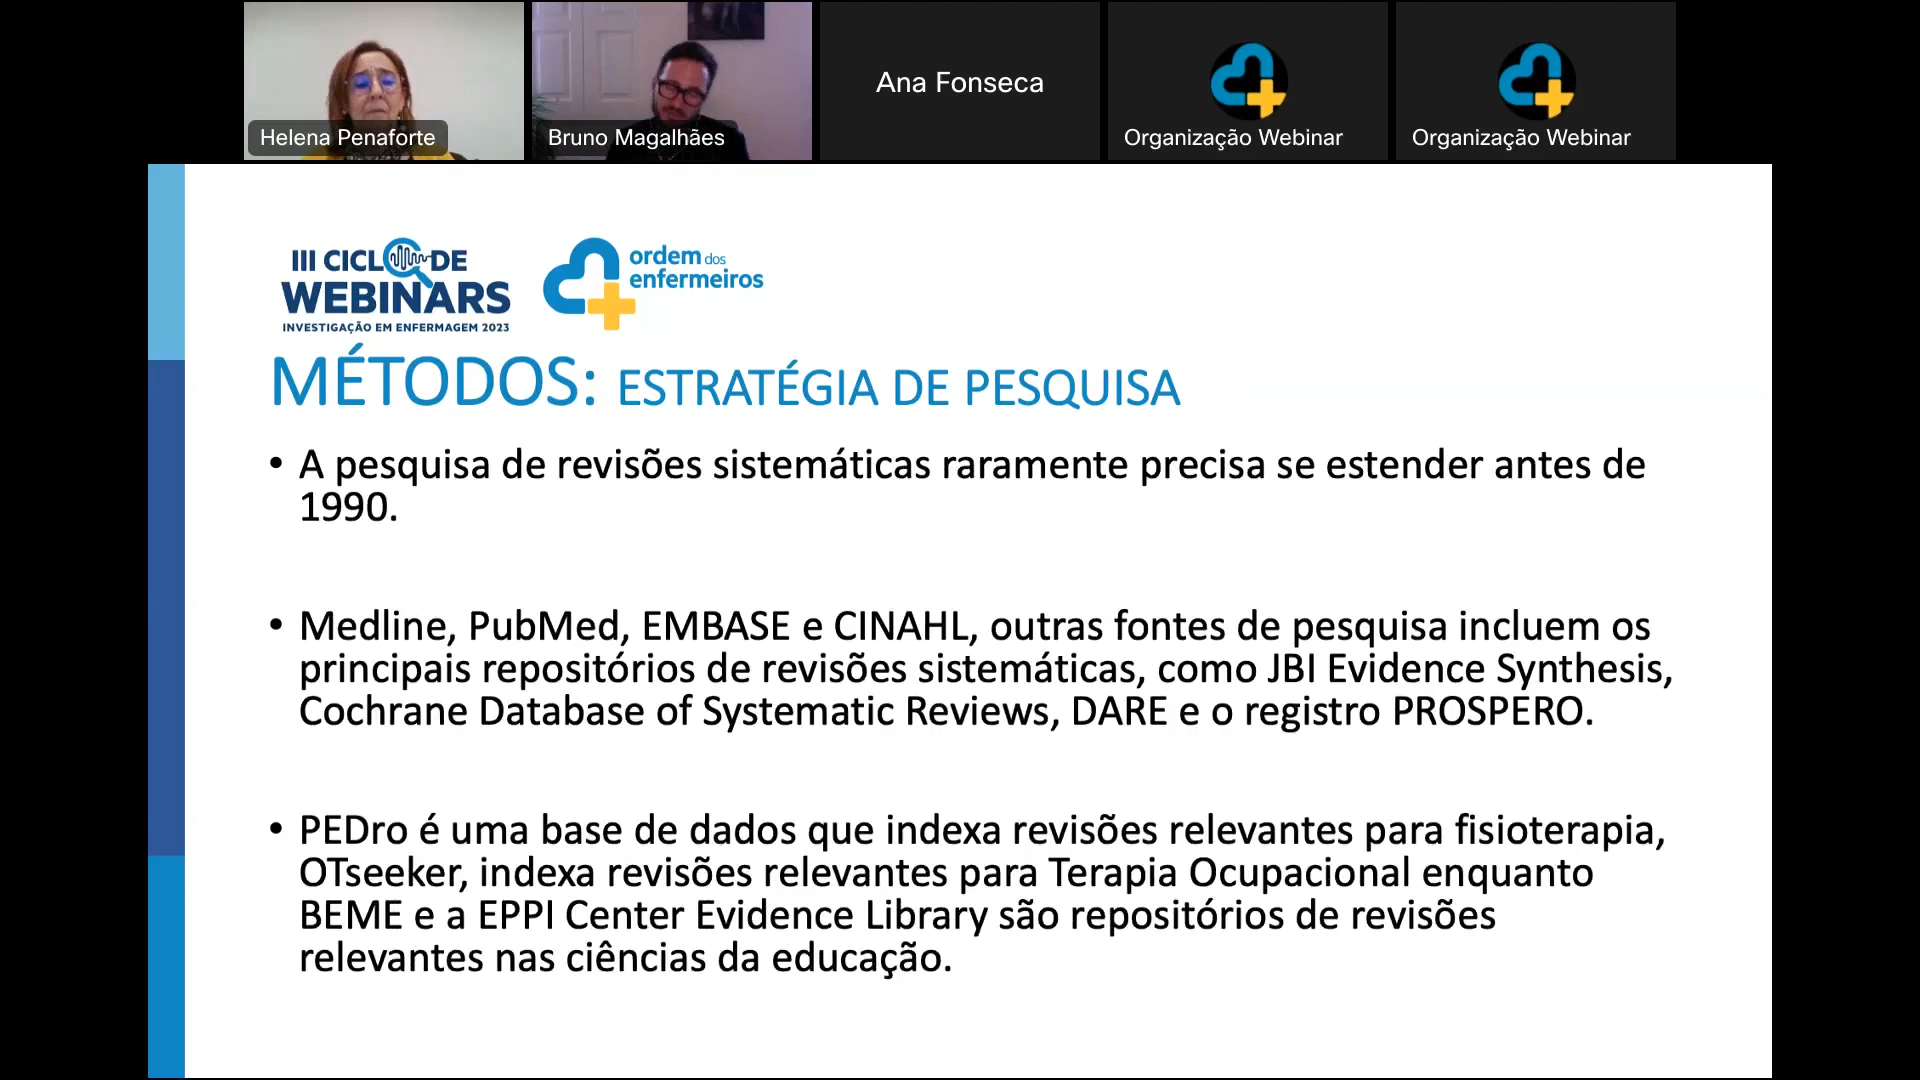 Helena Penaforte
Bruno Magalhães
Ana Fonseca
Organização Webinar
Organização Webinar
III CICLO DE
WEBINARS
INVESTIGAÇÃO EM ENFERMAGEM 2023
ordem dos
enfermeiros
MÉTODOS: ESTRATÉGIA DE PESQUISA
• A pesquisa de revisões sistemáticas raramente precisa se estender antes de
1990.
• Medline, PubMed, EMBASE e CINAHL, outras fontes de pesquisa incluem os
principais repositórios de revisões sistemáticas, como JBI Evidence Synthesis,
Cochrane Database of Systematic Reviews, DARE e o registro PROSPERO.
• PEDro é uma base de dados que indexa revisões relevantes para fisioterapia,
OTseeker, indexa revisões relevantes para Terapia Ocupacional enquanto
BEME e a EPPI Center Evidence Library são repositórios de revisões
relevantes nas ciências da educação.